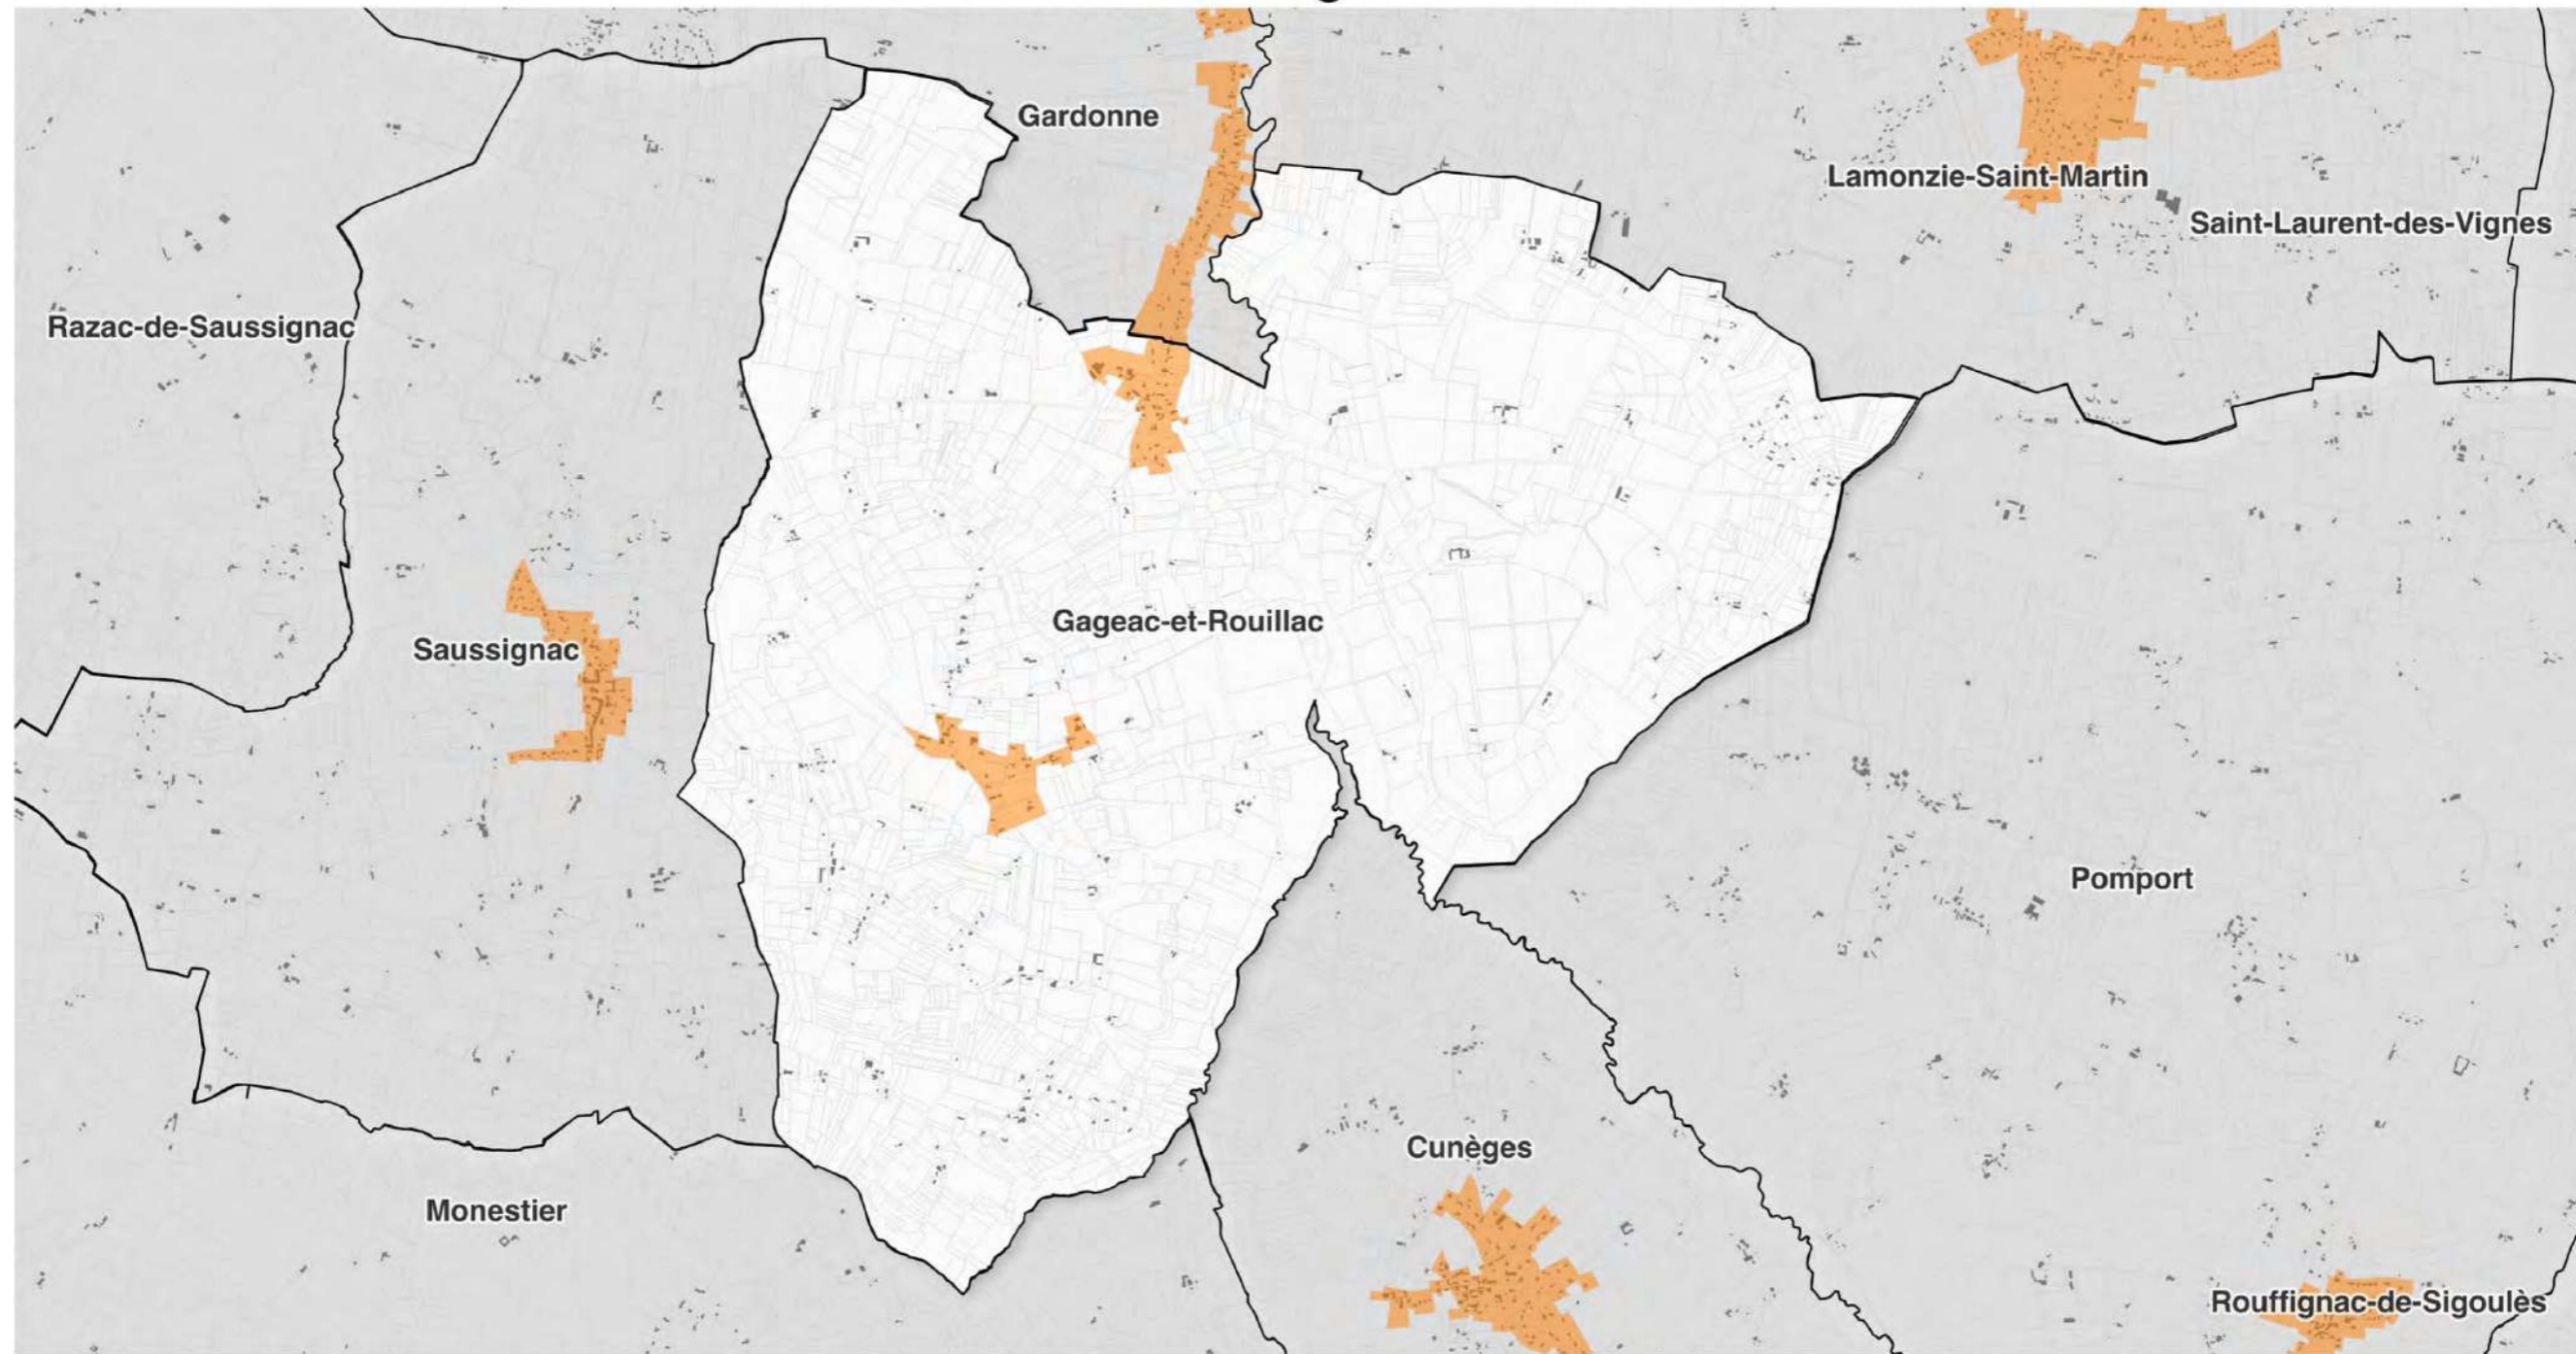 Gardonne
Lamonzie-Saint-Martin
Saint-Laurent-des-Vignes
Razac-de-Saussignac
Gageac-et-Rouillac
Saussignac
Pomport
Cunèges
Monestier
Rouffignac-de-Sigoulès